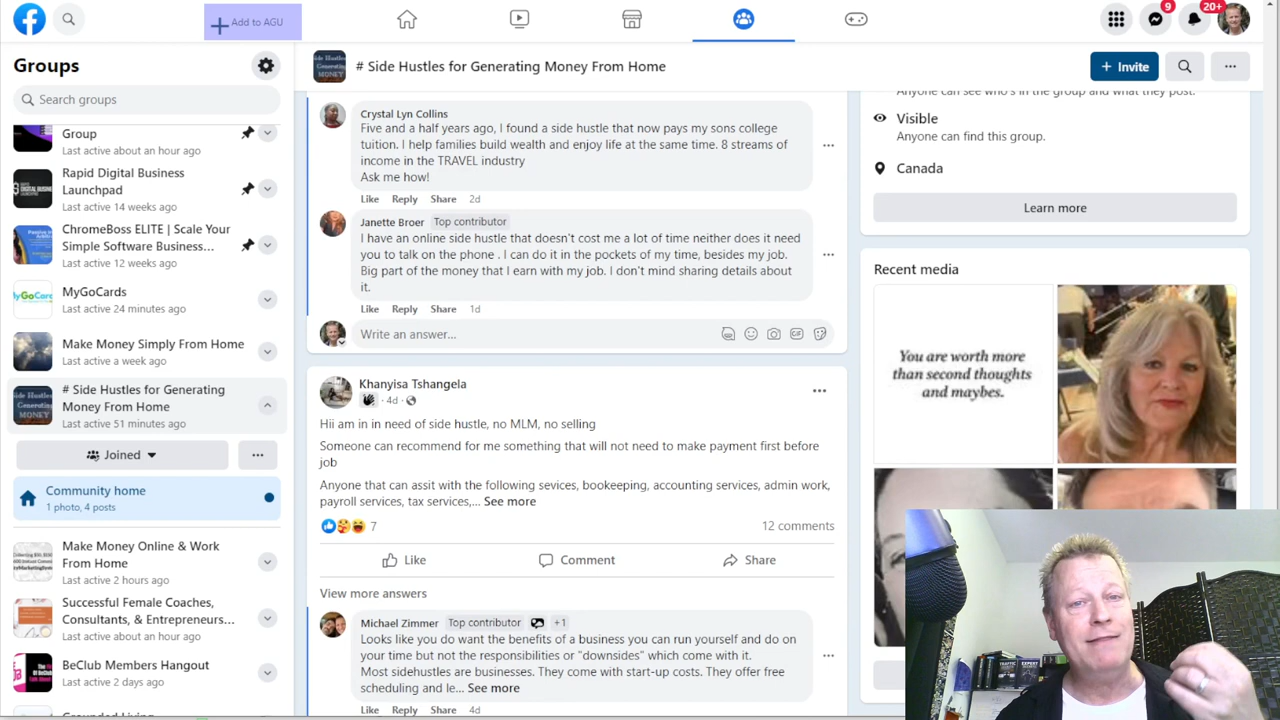 Add to AGU
9
20+
Groups
Search groups
Group
Last active about an hour ago
Rapid Digital Business
Launchpad
Last active 14 weeks ago
ChromeBoss ELITE | Scale Your
Simple Software Business...
Last active 12 weeks ago
MyGoCards
Last active 24 minutes ago
Make Money Simply From Home
Last active a week ago
# Side Hustles for Generating
Money From Home
Last active 51 minutes ago
Joined
Community home
1 photo, 4 posts
Make Money Online & Work
From Home
Last active 2 hours ago
Successful Female Coaches,
Consultants, & Entrepreneurs...
Last active about an hour ago
BeClub Members Hangout
Last active 2 days ago
Grounded Living
# Side Hustles for Generating Money From Home
+ Invite
Crystal Lyn Collins
Five and a half years ago, I found a side hustle that now pays my sons college
tuition. I help families build wealth and enjoy life at the same time. 8 streams of
income in the TRAVEL industry
Ask me how!
Like Reply Share 2d
Janette Broer Top contributor
I have an online side hustle that doesn't cost me a lot of time neither does it need
you to talk on the phone . I can do it in the pockets of my time, besides my job.
Big part of the money that I earn with my job. I don't mind sharing details about
it.
Like Reply Share 1d
Write an answer...
GIF
Khanyisa Tshangela
· 4d ·
Hii am in in need of side hustle, no MLM, no selling
Someone can recommend for me something that will not need to make payment first before
job
Anyone that can assit with the following sevices, bookeeping, accounting services, admin work,
payroll services, tax services,... See more
7
12 comments
Like Comment Share
View more answers
Michael Zimmer Top contributor +1
Looks like you do want the benefits of a business you can run yourself and do on
your time but not the responsibilities or "downsides" which come with it.
Most sidehustles are businesses. They come with start-up costs. They offer free
scheduling and le... See more
Like Reply Share 4d
Anyone can see who's in the group and what they post.
Visible
Anyone can find this group.
Canada
Learn more
Recent media
You are worth more
than second thoughts
and maybes.